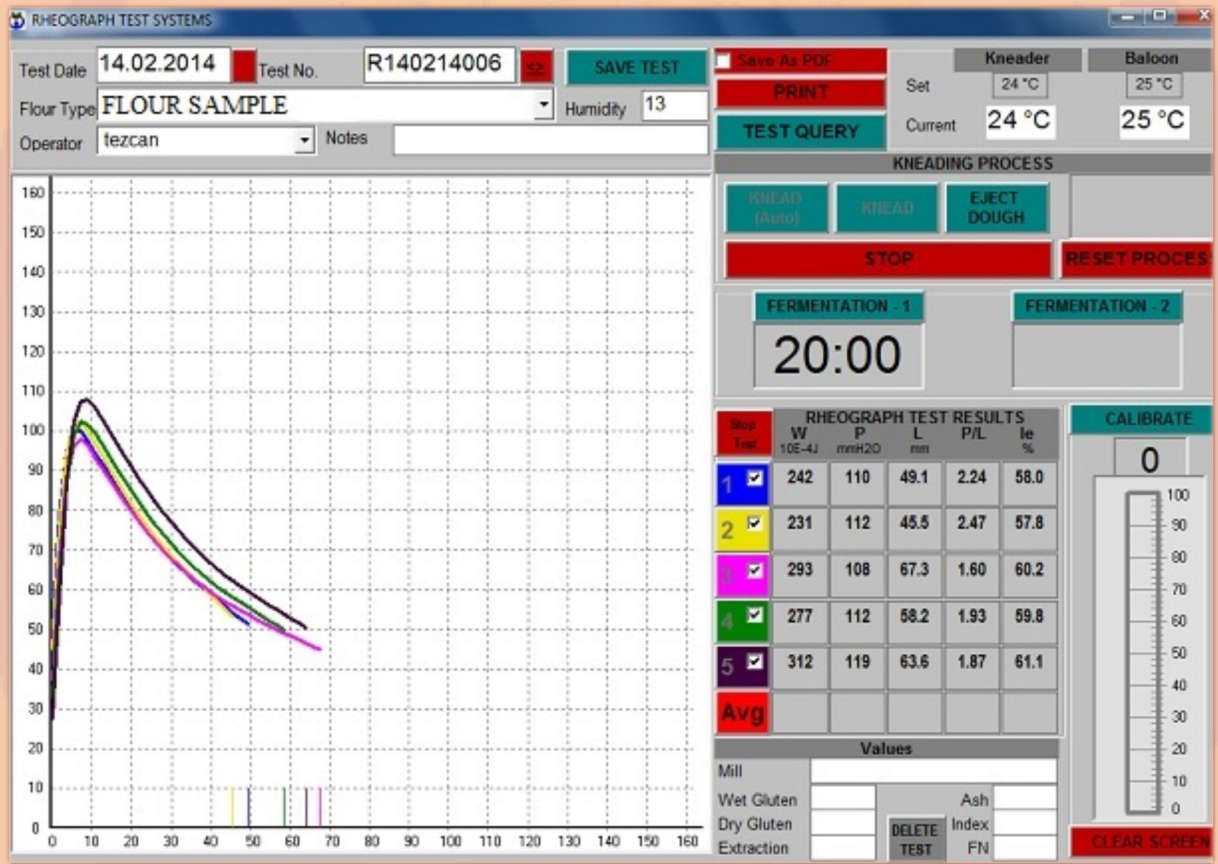 RHEOGRAPH TEST SYSTEMS
Test Date 14.02.2014 Test No. R140214006 SAVE TEST
Flour Type FLOUR SAMPLE Humidity 13
Operator tezcan Notes
Save As PDF
PRINT
TEST QUERY
Kneader Baloon
Set 24 °C 25 °C
Current 24 °C 25 °C
KNEADING PROCESS
KNEAD (Auto) KNEAD EJECT DOUGH
STOP RESET PROCES
FERMENTATION - 1 FERMENTATION - 2
20:00
160
150
140
130
120
110
100
90
80
70
60
50
40
30
20
10
0
0 10 20 30 40 50 60 70 80 90 100 110 120 130 140 150 160
Stop Test RHEOGRAPH TEST RESULTS
W P L P/L Ie
10E-4J mmH2O mm %
1 242 110 49.1 2.24 58.0
2 231 112 45.5 2.47 57.8
3 293 108 67.3 1.60 60.2
4 277 112 58.2 1.93 59.8
5 312 119 63.6 1.87 61.1
Avg
CALIBRATE
0
100
90
80
70
60
50
40
30
20
10
0
CLEAR SCREEN
Values
Mill
Wet Gluten Ash
Dry Gluten Index
Extraction FN
DELETE TEST